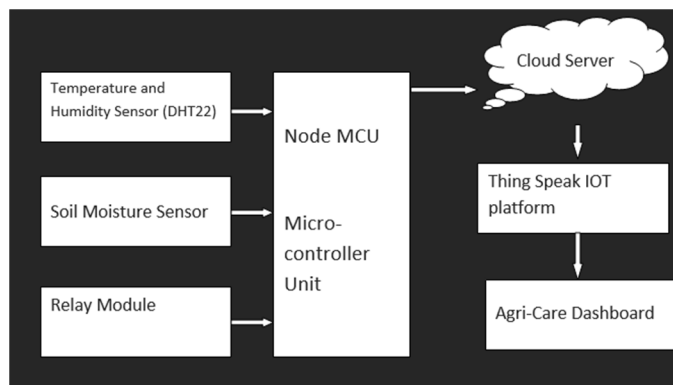 Temperature and
Humidity Sensor (DHT22)
Soil Moisture Sensor
Relay Module
Node MCU
Micro-
controller
Unit
Cloud Server
Thing Speak IOT
platform
Agri-Care Dashboard